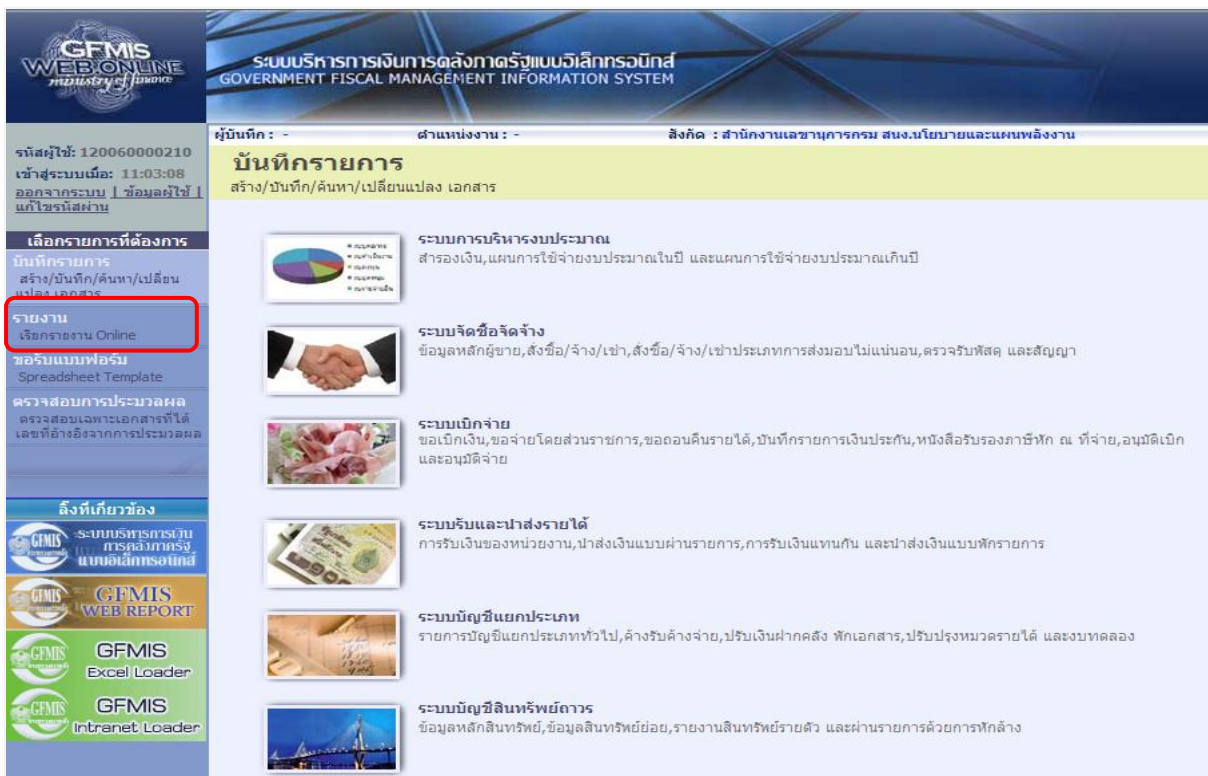 GFMIS
WEB ONLINE
ministry of finance
ระบบบริหารการเงินการคลังภาครัฐแบบอิเล็กทรอนิกส์
GOVERNMENT FISCAL MANAGEMENT INFORMATION SYSTEM
ผู้บันทึก : - ตำแหน่งงาน : - สังกัด : สำนักงานเลขานุการกรม สนง.นโยบายและแผนพลังงาน
รหัสผู้ใช้: 120060000210
เข้าสู่ระบบเมื่อ: 11:03:08
ออกจากระบบ | ข้อมูลผู้ใช้ |
แก้ไขรหัสผ่าน
เลือกรายการที่ต้องการ
บันทึกรายการ
สร้าง/บันทึก/ค้นหา/เปลี่ยน
แปลง เอกสาร
รายงาน
เรียกรายงาน Online
ขอรับแบบฟอร์ม
Spreadsheet Template
ตรวจสอบการประมวลผล
ตรวจสอบเฉพาะเอกสารที่ได้
เลขที่อ้างอิงจากการประมวลผล
ลิ้งที่เกี่ยวข้อง
GFMIS
ระบบบริหารการเงิน
การคลังภาครัฐ
แบบอิเล็กทรอนิกส์
GFMIS
GFMIS
WEB REPORT
GFMIS
GFMIS
Excel Loader
GFMIS
GFMIS
Intranet Loader
บันทึกรายการ
สร้าง/บันทึก/ค้นหา/เปลี่ยนแปลง เอกสาร
ระบบการบริหารงบประมาณ
สำรองเงิน,แผนการใช้จ่ายงบประมาณในปี และแผนการใช้จ่ายงบประมาณเกินปี
ระบบจัดซื้อจัดจ้าง
ข้อมูลหลักผู้ขาย,สั่งซื้อ/จ้าง/เช่า,สั่งซื้อ/จ้าง/เช่าประเภทการส่งมอบไม่แน่นอน,ตรวจรับพัสดุ และสัญญา
ระบบเบิกจ่าย
ขอเบิกเงิน,ขอจ่ายโดยส่วนราชการ,ขอถอนคืนรายได้,บันทึกรายการเงินประกัน,หนังสือรับรองภาษีหัก ณ ที่จ่าย,อนุมัติเบิก
และอนุมัติจ่าย
ระบบรับและนำส่งรายได้
การรับเงินของหน่วยงาน,นำส่งเงินแบบผ่านรายการ,การรับเงินแทนกัน และนำส่งเงินแบบพักรายการ
ระบบบัญชีแยกประเภท
รายการบัญชีแยกประเภททั่วไป,ค้างรับค้างจ่าย,ปรับเงินฝากคลัง พักเอกสาร,ปรับปรุงหมวดรายได้ และงบทดลอง
ระบบบัญชีสินทรัพย์ถาวร
ข้อมูลหลักสินทรัพย์,ข้อมูลสินทรัพย์ย่อย,รายงานสินทรัพย์รายตัว และผ่านรายการด้วยการหักล้าง